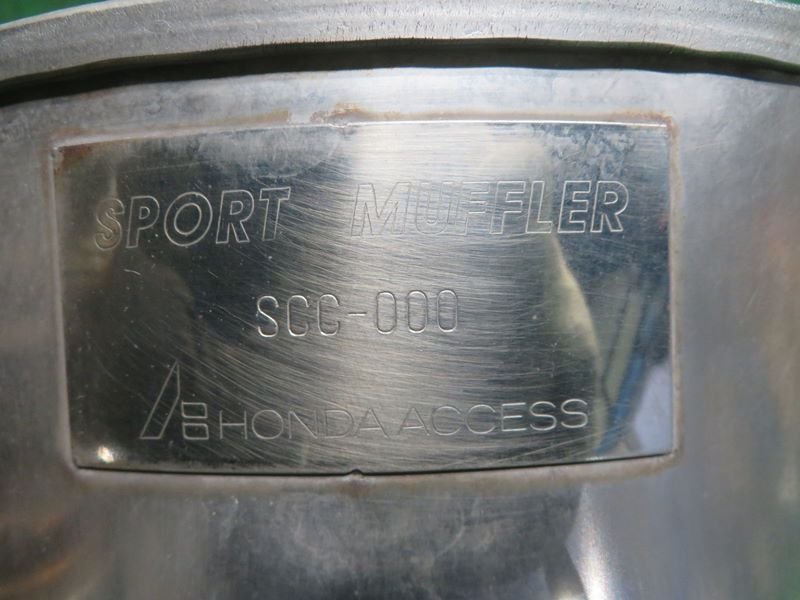 SPORT MUFFLER
SCC-000
HONDA ACCESS